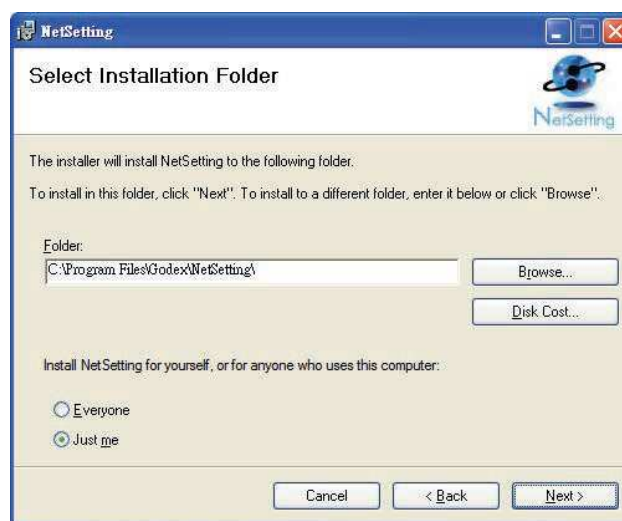 NetSetting
Select Installation Folder
NetSetting
The installer will install NetSetting to the following folder.
To install in this folder, click "Next". To install to a different folder, enter it below or click "Browse".
Folder:
C:\Program Files\Godex\NetSetting\
Browse...
Disk Cost...
Install NetSetting for yourself, or for anyone who uses this computer:
Everyone
Just me
Cancel
< Back
Next >